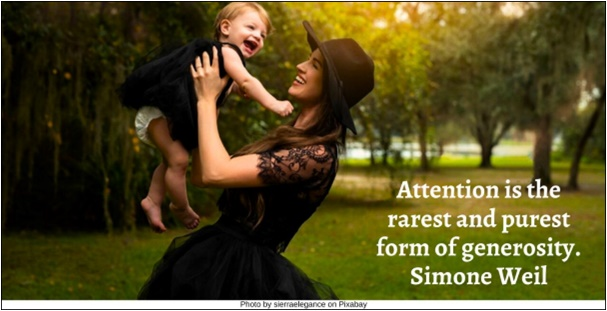 Attention is the
rarest and purest
form of generosity.
Simone Weil
Photo by sierraelegance on Pixabay